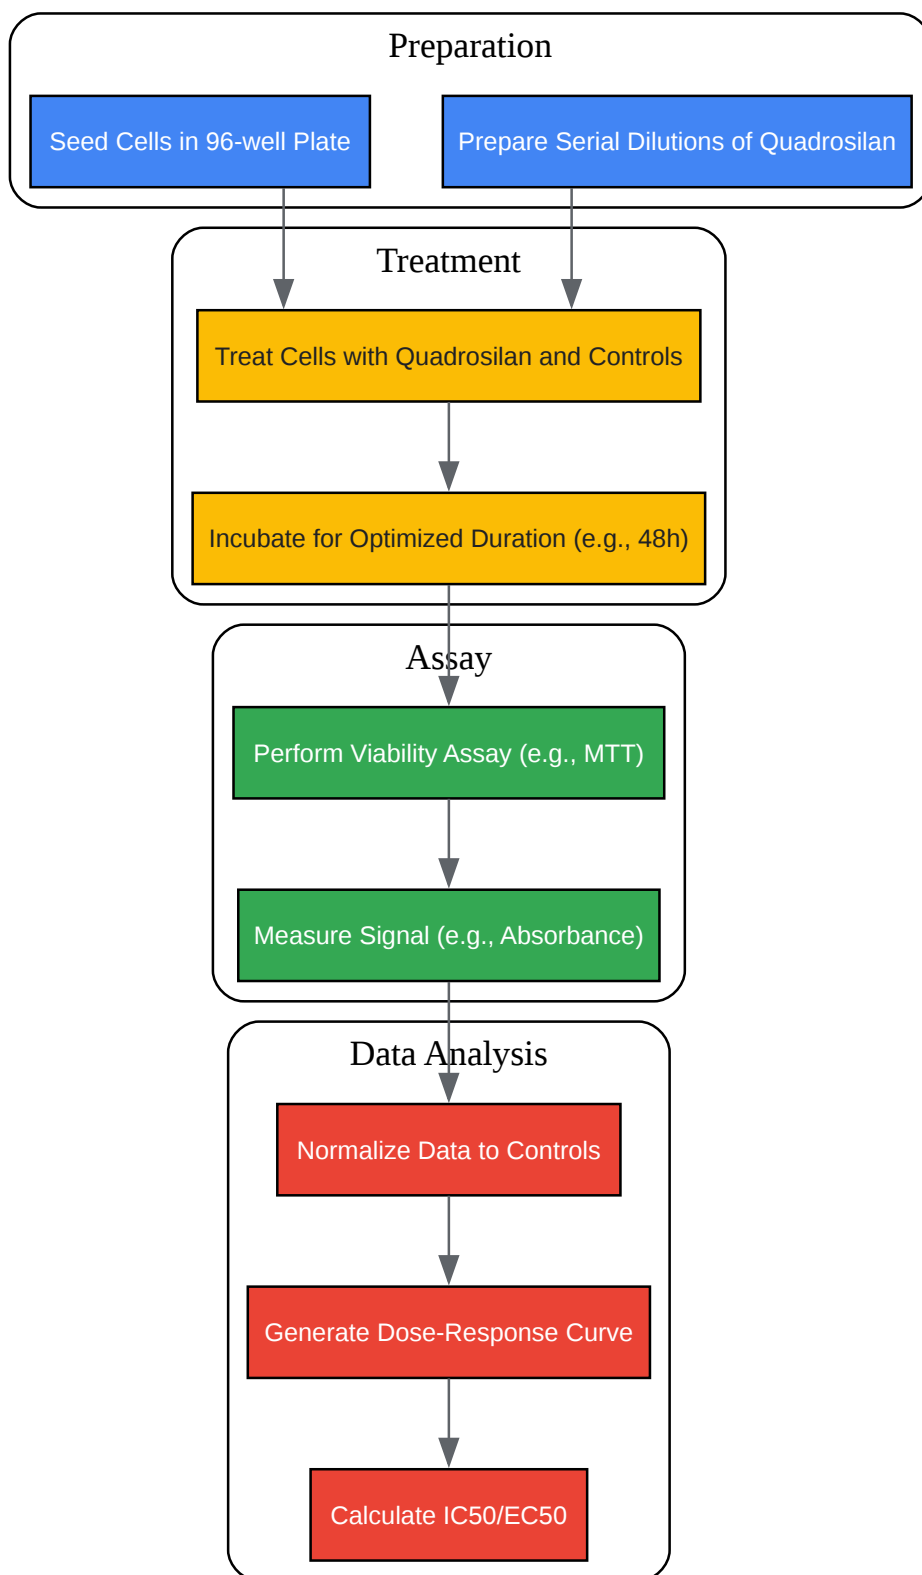 Preparation
Seed Cells in 96-well Plate
Prepare Serial Dilutions of Quadrosilan
Treatment
Treat Cells with Quadrosilan and Controls
Incubate for Optimized Duration (e.g., 48h)
Assay
Perform Viability Assay (e.g., MTT)
Measure Signal (e.g., Absorbance)
Data Analysis
Normalize Data to Controls
Generate Dose-Response Curve
Calculate IC50/EC50